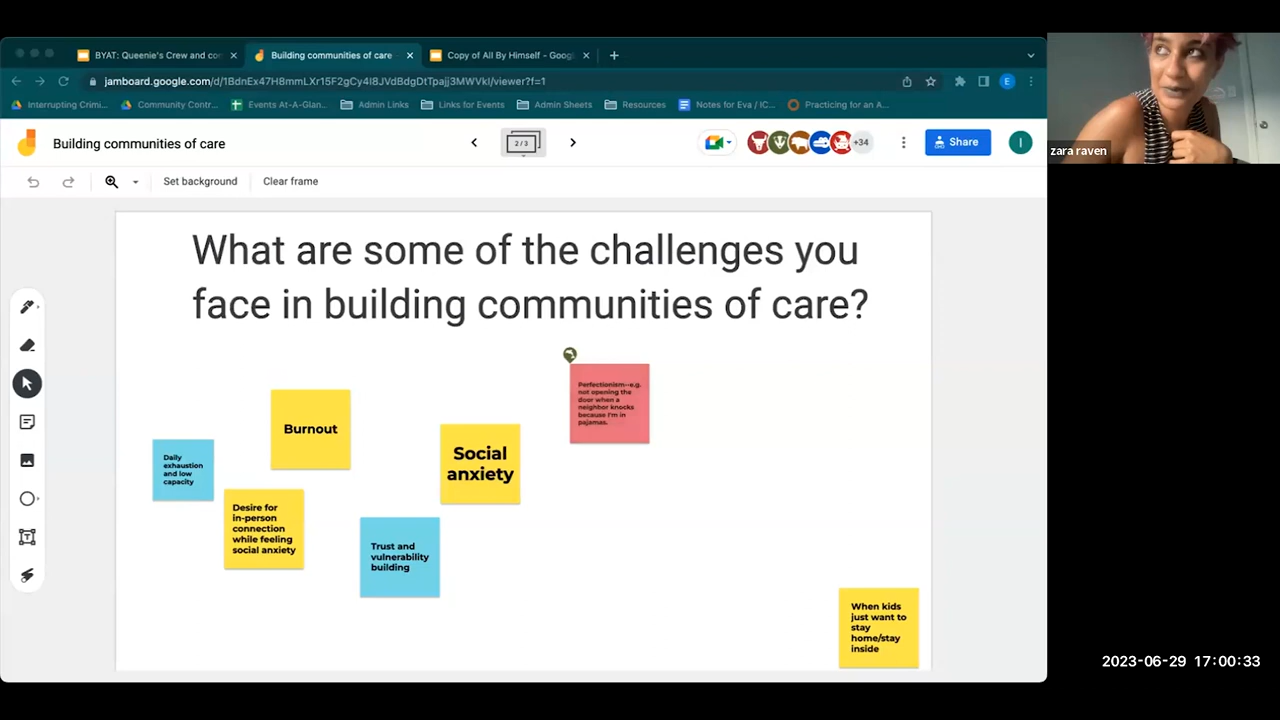 BYAT: Queenie's Crew and co
Building communities of care
Copy of All By Himself - Googl
jamboard.google.com/d/1BdnEx47H8mmLXr15F2gCy4I8JVdBdgDtTpajj3MWVkI/viewer?f=1
E
Interrupting Crimi...
Community Contr...
Events At-A-Glan...
Admin Links
Links for Events
Admin Sheets
Resources
Notes for Eva / IC...
Practicing for an A...
Building communities of care
2/3
+34
Share
I
Set background
Clear frame
zara raven
What are some of the challenges you
face in building communities of care?
Perfectionism--e.g.
not opening the
door when a
neighbor knocks
because I'm in
pajamas.
Burnout
Social
anxiety
Daily
exhaustion
and low
capacity
Desire for
in-person
connection
while feeling
social anxiety
Trust and
vulnerability
building
When kids
just want to
stay
home/stay
inside
2023-06-29 17:00:33